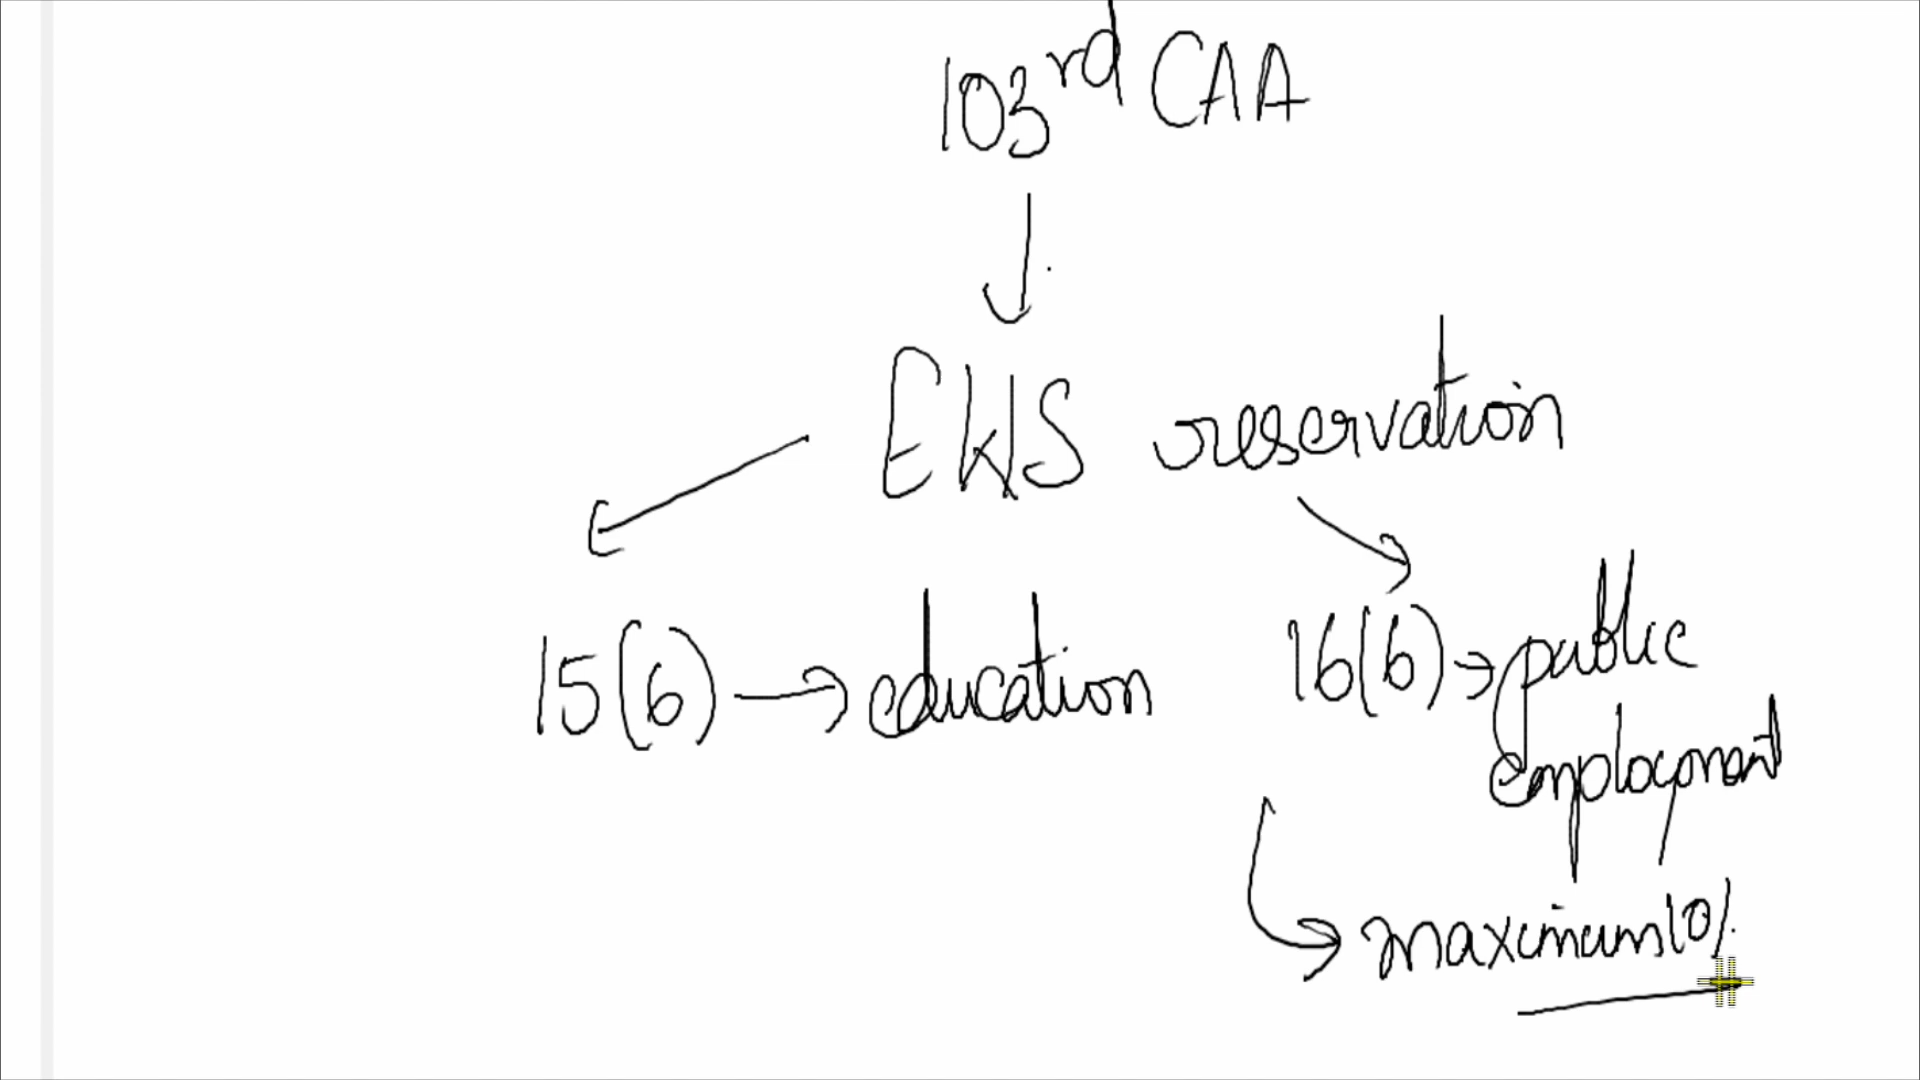 103rd CAA
EWS reservation
15(6) → education
16(6) → public
employment
maximum 10%